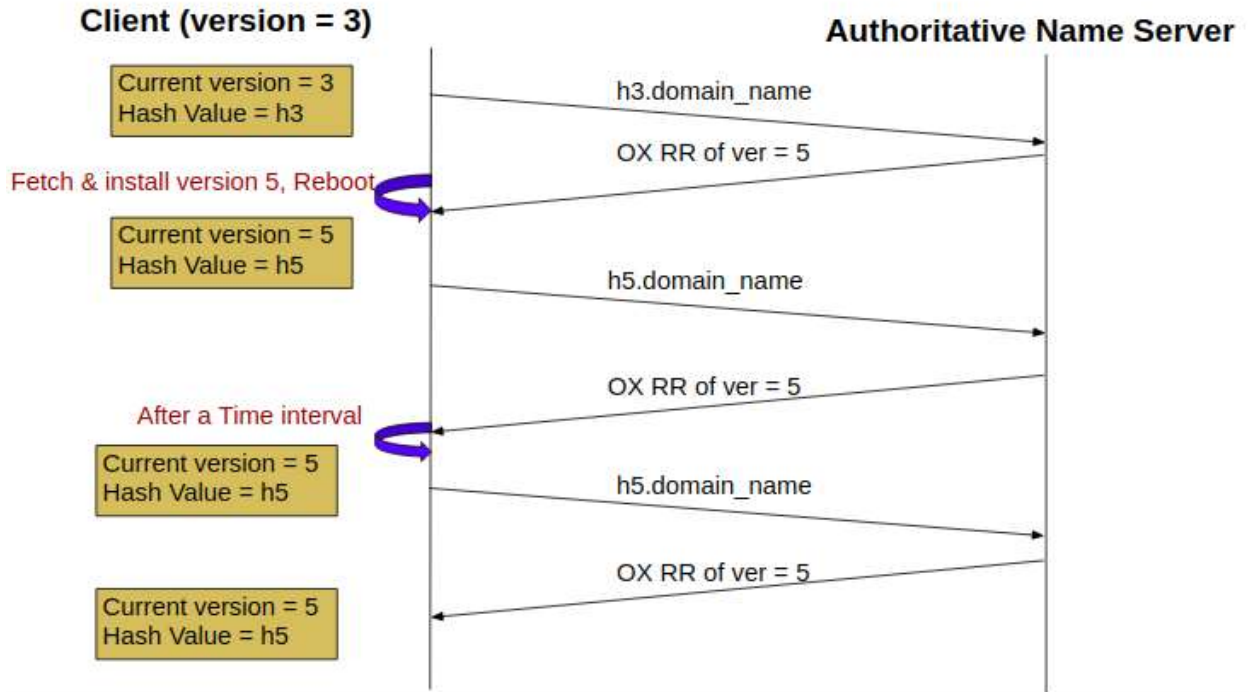 Client (version = 3)
Authoritative Name Server
Current version = 3
Hash Value = h3
h3.domain_name
OX RR of ver = 5
Fetch & install version 5, Reboot
Current version = 5
Hash Value = h5
h5.domain_name
OX RR of ver = 5
After a Time interval
Current version = 5
Hash Value = h5
h5.domain_name
OX RR of ver = 5
Current version = 5
Hash Value = h5